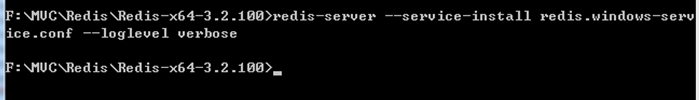 F:\MVC\Redis\Redis-x64-3.2.100>redis-server --service-install redis.windows-serv
ice.conf --loglevel verbose
F:\MVC\Redis\Redis-x64-3.2.100>_